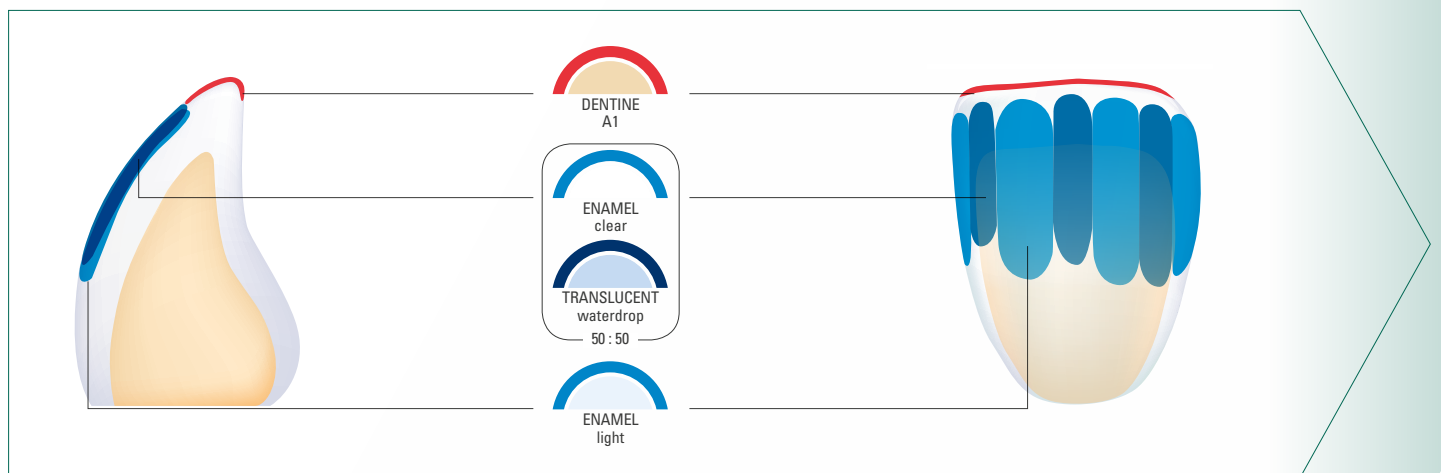 DENTINE
A1
ENAMEL
clear
TRANSLUCENT
waterdrop
50 : 50
ENAMEL
light